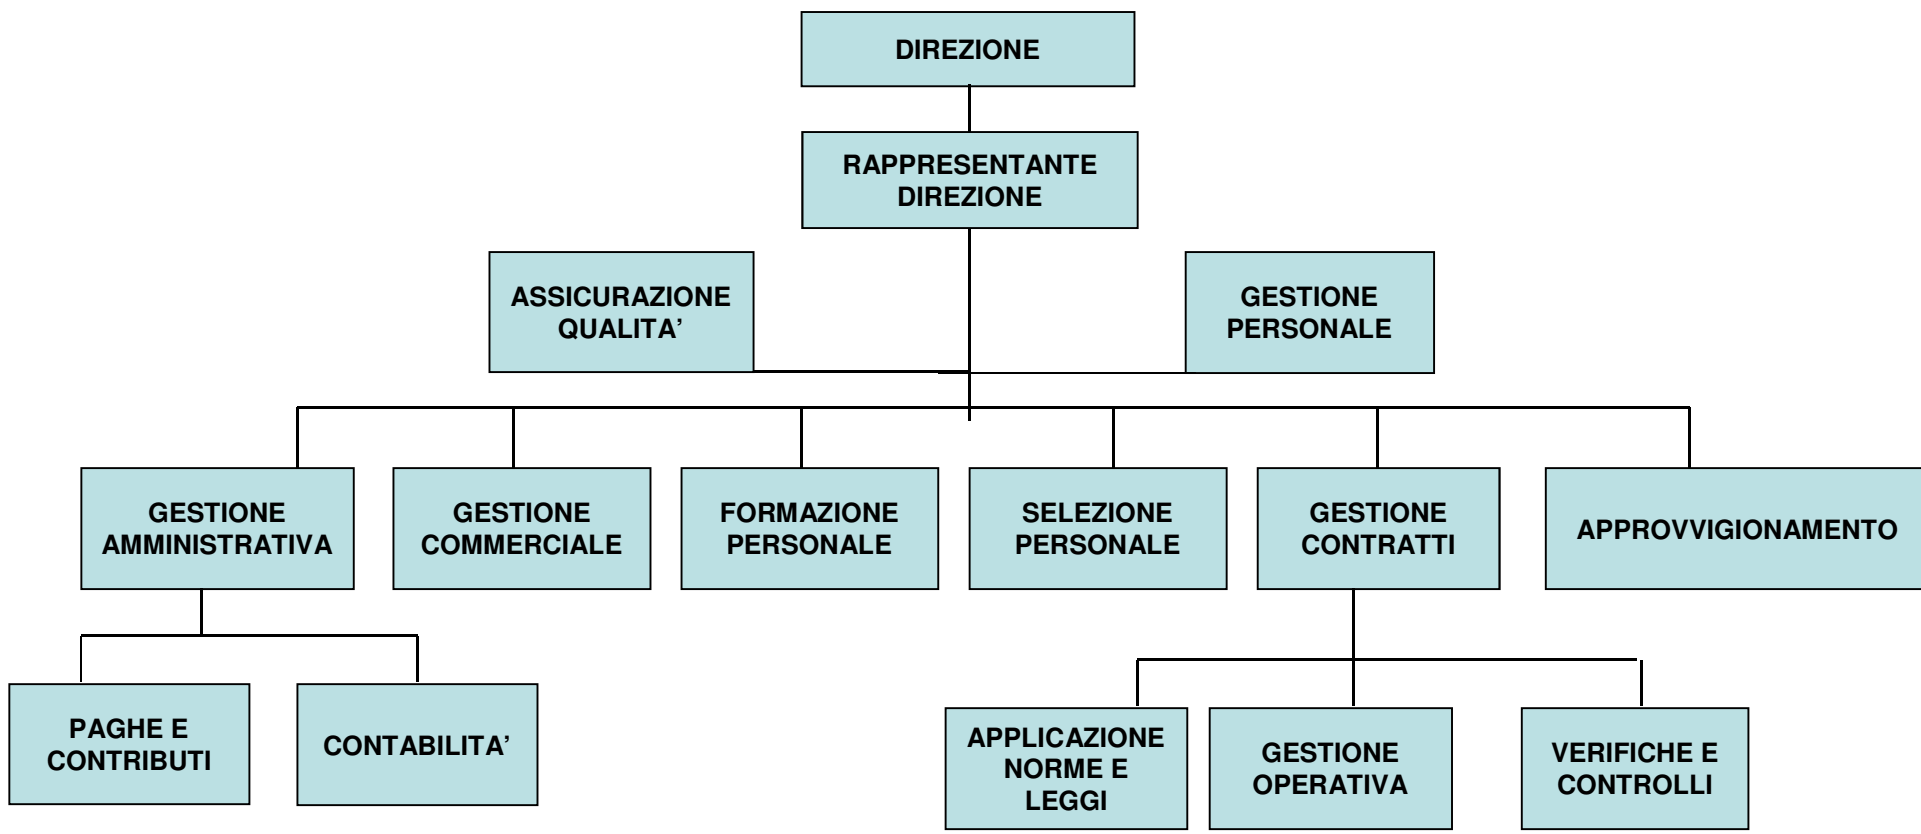 DIREZIONE
RAPPRESENTANTE
DIREZIONE
ASSICURAZIONE
QUALITA’
GESTIONE
PERSONALE
GESTIONE
AMMINISTRATIVA
GESTIONE
COMMERCIALE
FORMAZIONE
PERSONALE
SELEZIONE
PERSONALE
GESTIONE
CONTRATTI
APPROVVIGIONAMENTO
PAGHE E
CONTRIBUTI
CONTABILITA’
APPLICAZIONE
NORME E
LEGGI
GESTIONE
OPERATIVA
VERIFICHE E
CONTROLLI